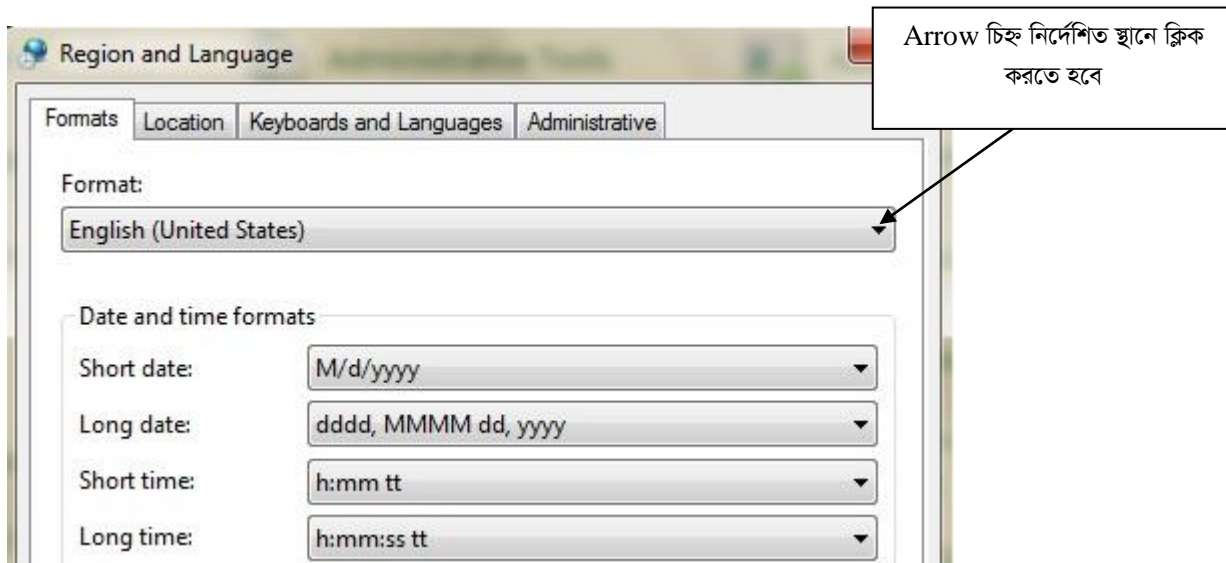 Arrow চিহ্ন নির্দেশিত স্থানে ক্লিক
করতে হবে
Region and Language
Formats Location Keyboards and Languages Administrative
Format:
English (United States)
Date and time formats
Short date: M/d/yyyy
Long date: dddd, MMMM dd, yyyy
Short time: h:mm tt
Long time: h:mm:ss tt